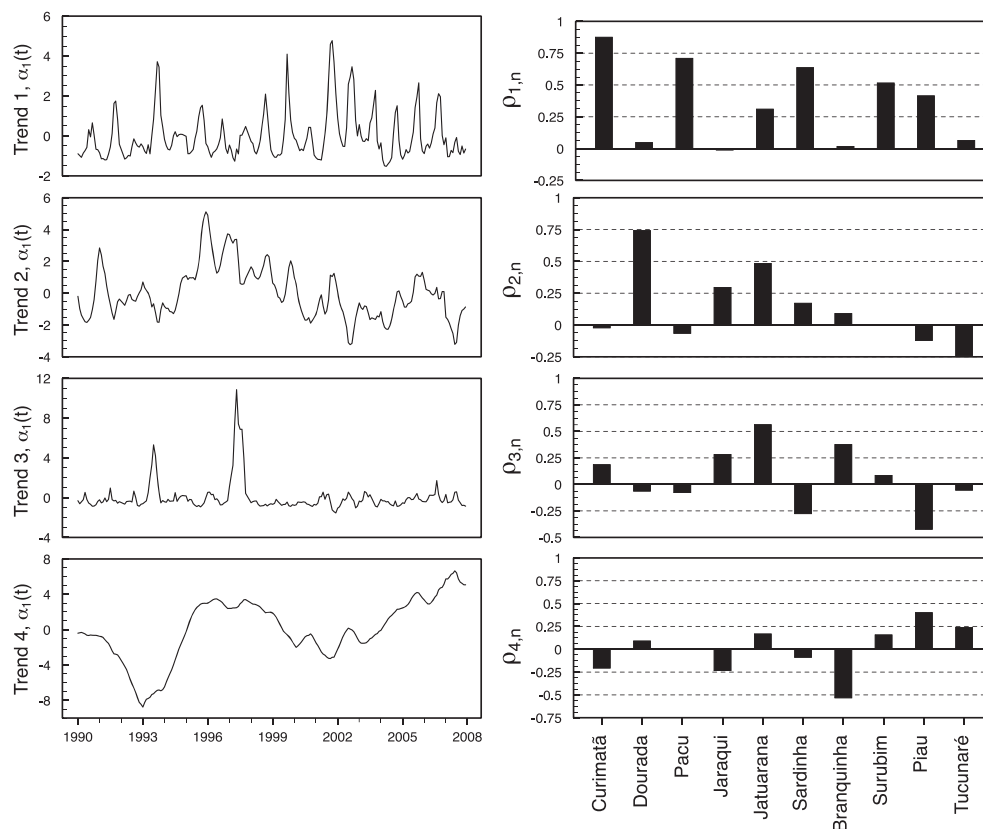 Trend 1, α₁(t)
6
4
2
0
-2
ρ₁,ₙ
1
0.75
0.5
0.25
0
-0.25
Trend 2, α₁(t)
6
4
2
0
-2
-4
ρ₂,ₙ
1
0.75
0.5
0.25
0
-0.25
Trend 3, α₁(t)
12
8
4
0
-4
ρ₃,ₙ
1
0.75
0.5
0.25
0
-0.25
-0.5
Trend 4, α₁(t)
8
4
0
-4
-8
1990 1993 1996 1999 2002 2005 2008
ρ₄,ₙ
1
0.75
0.5
0.25
0
-0.25
-0.5
-0.75
Curimatã
Dourada
Pacu
Jaraqui
Jatuarana
Sardinha
Branquinha
Surubim
Piau
Tucunaré